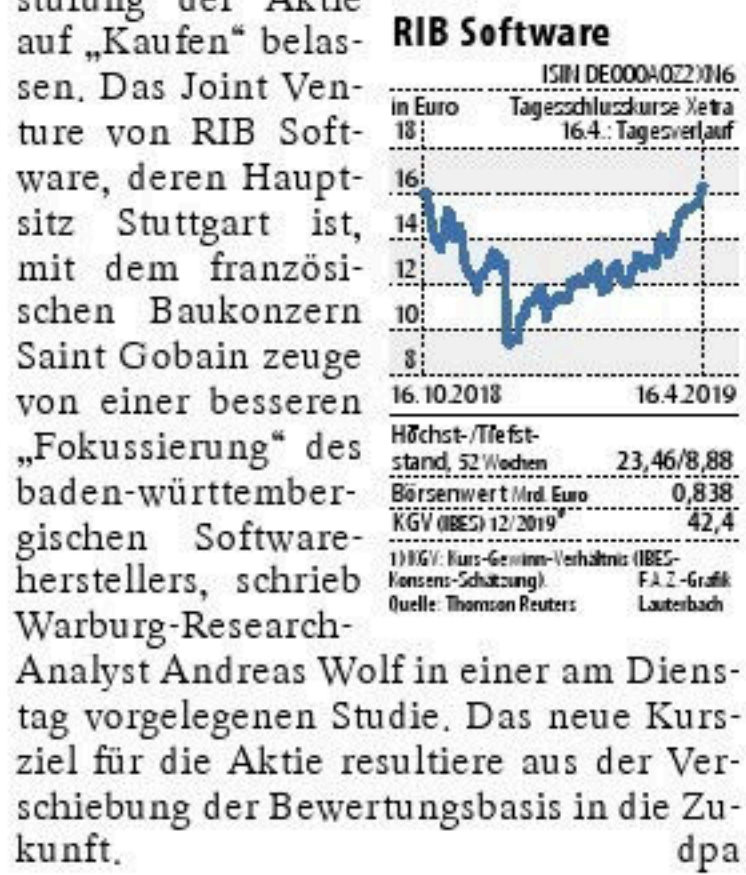 stufung der Aktie
auf „Kaufen“ belas-
sen. Das Joint Ven-
ture von RIB Soft-
ware, deren Haupt-
sitz Stuttgart ist,
mit dem französi-
schen Baukonzern
Saint Gobain zeuge
von einer besseren
„Fokussierung“ des
baden-württember-
gischen Software-
herstellers, schrieb
Warburg-Research-
Analyst Andreas Wolf in einer am Diens-
tag vorgelegenen Studie. Das neue Kurs-
ziel für die Aktie resultiere aus der Ver-
schiebung der Bewertungsbasis in die Zu-
kunft. dpa
RIB Software
ISIN DE000A0Z2XN6
in Euro Tagesschlusskurse Xetra
18 16.4.: Tagesverlauf
16
14
12
10
8
16.10.2018 16.4.2019
Höchst-/Tiefst-
stand, 52 Wochen 23,46/8,88
Börsenwert Mrd. Euro 0,838
KGV (IBES) 12/2019 42,4
1) KGV: Kurs-Gewinn-Verhältnis (IBES-
Konsens-Schätzung). F.A.Z.-Grafik
Quelle: Thomson Reuters Lauterbach